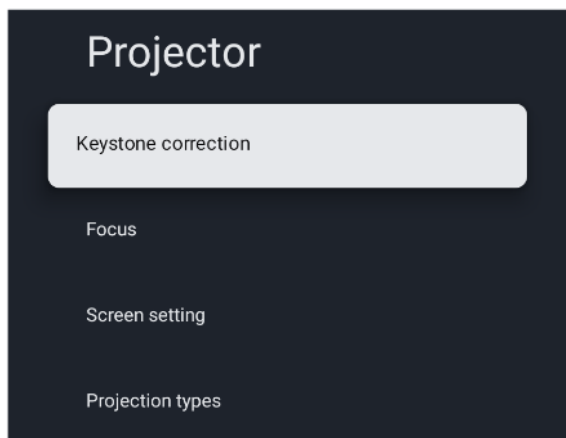 Projector
Keystone correction
Focus
Screen setting
Projection types